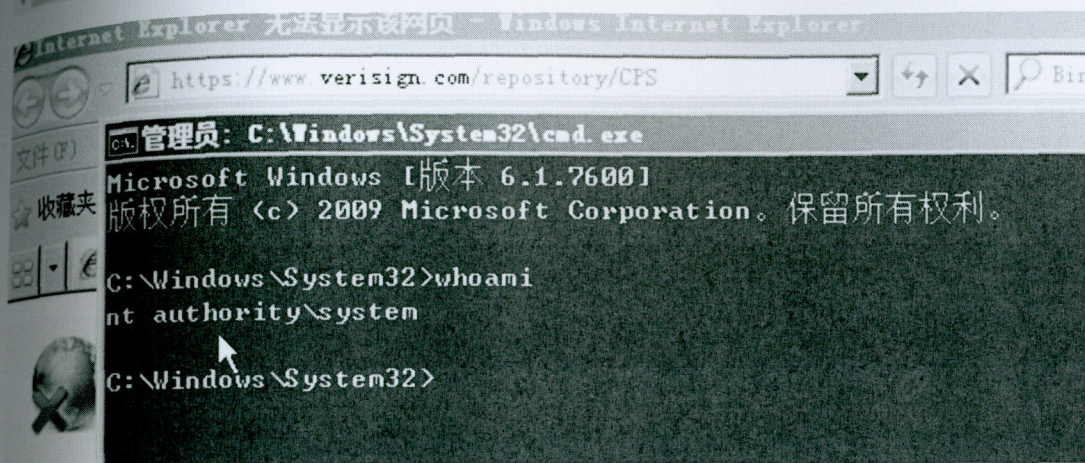 Internet Explorer 无法显示该网页 - Windows Internet Explorer
https://www.verisign.com/repository/CPS
Bin
文件(F)
收藏夹
管理员: C:\Windows\System32\cmd.exe
Microsoft Windows [版本 6.1.7600]
版权所有 (c) 2009 Microsoft Corporation。保留所有权利。
C:\Windows\System32>whoami
nt authority\system
C:\Windows\System32>